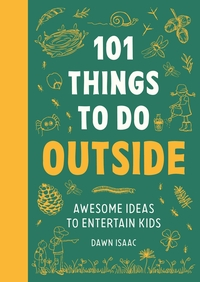 101
THINGS
TO DO
OUTSIDE
AWESOME IDEAS
TO ENTERTAIN KIDS
DAWN ISAAC